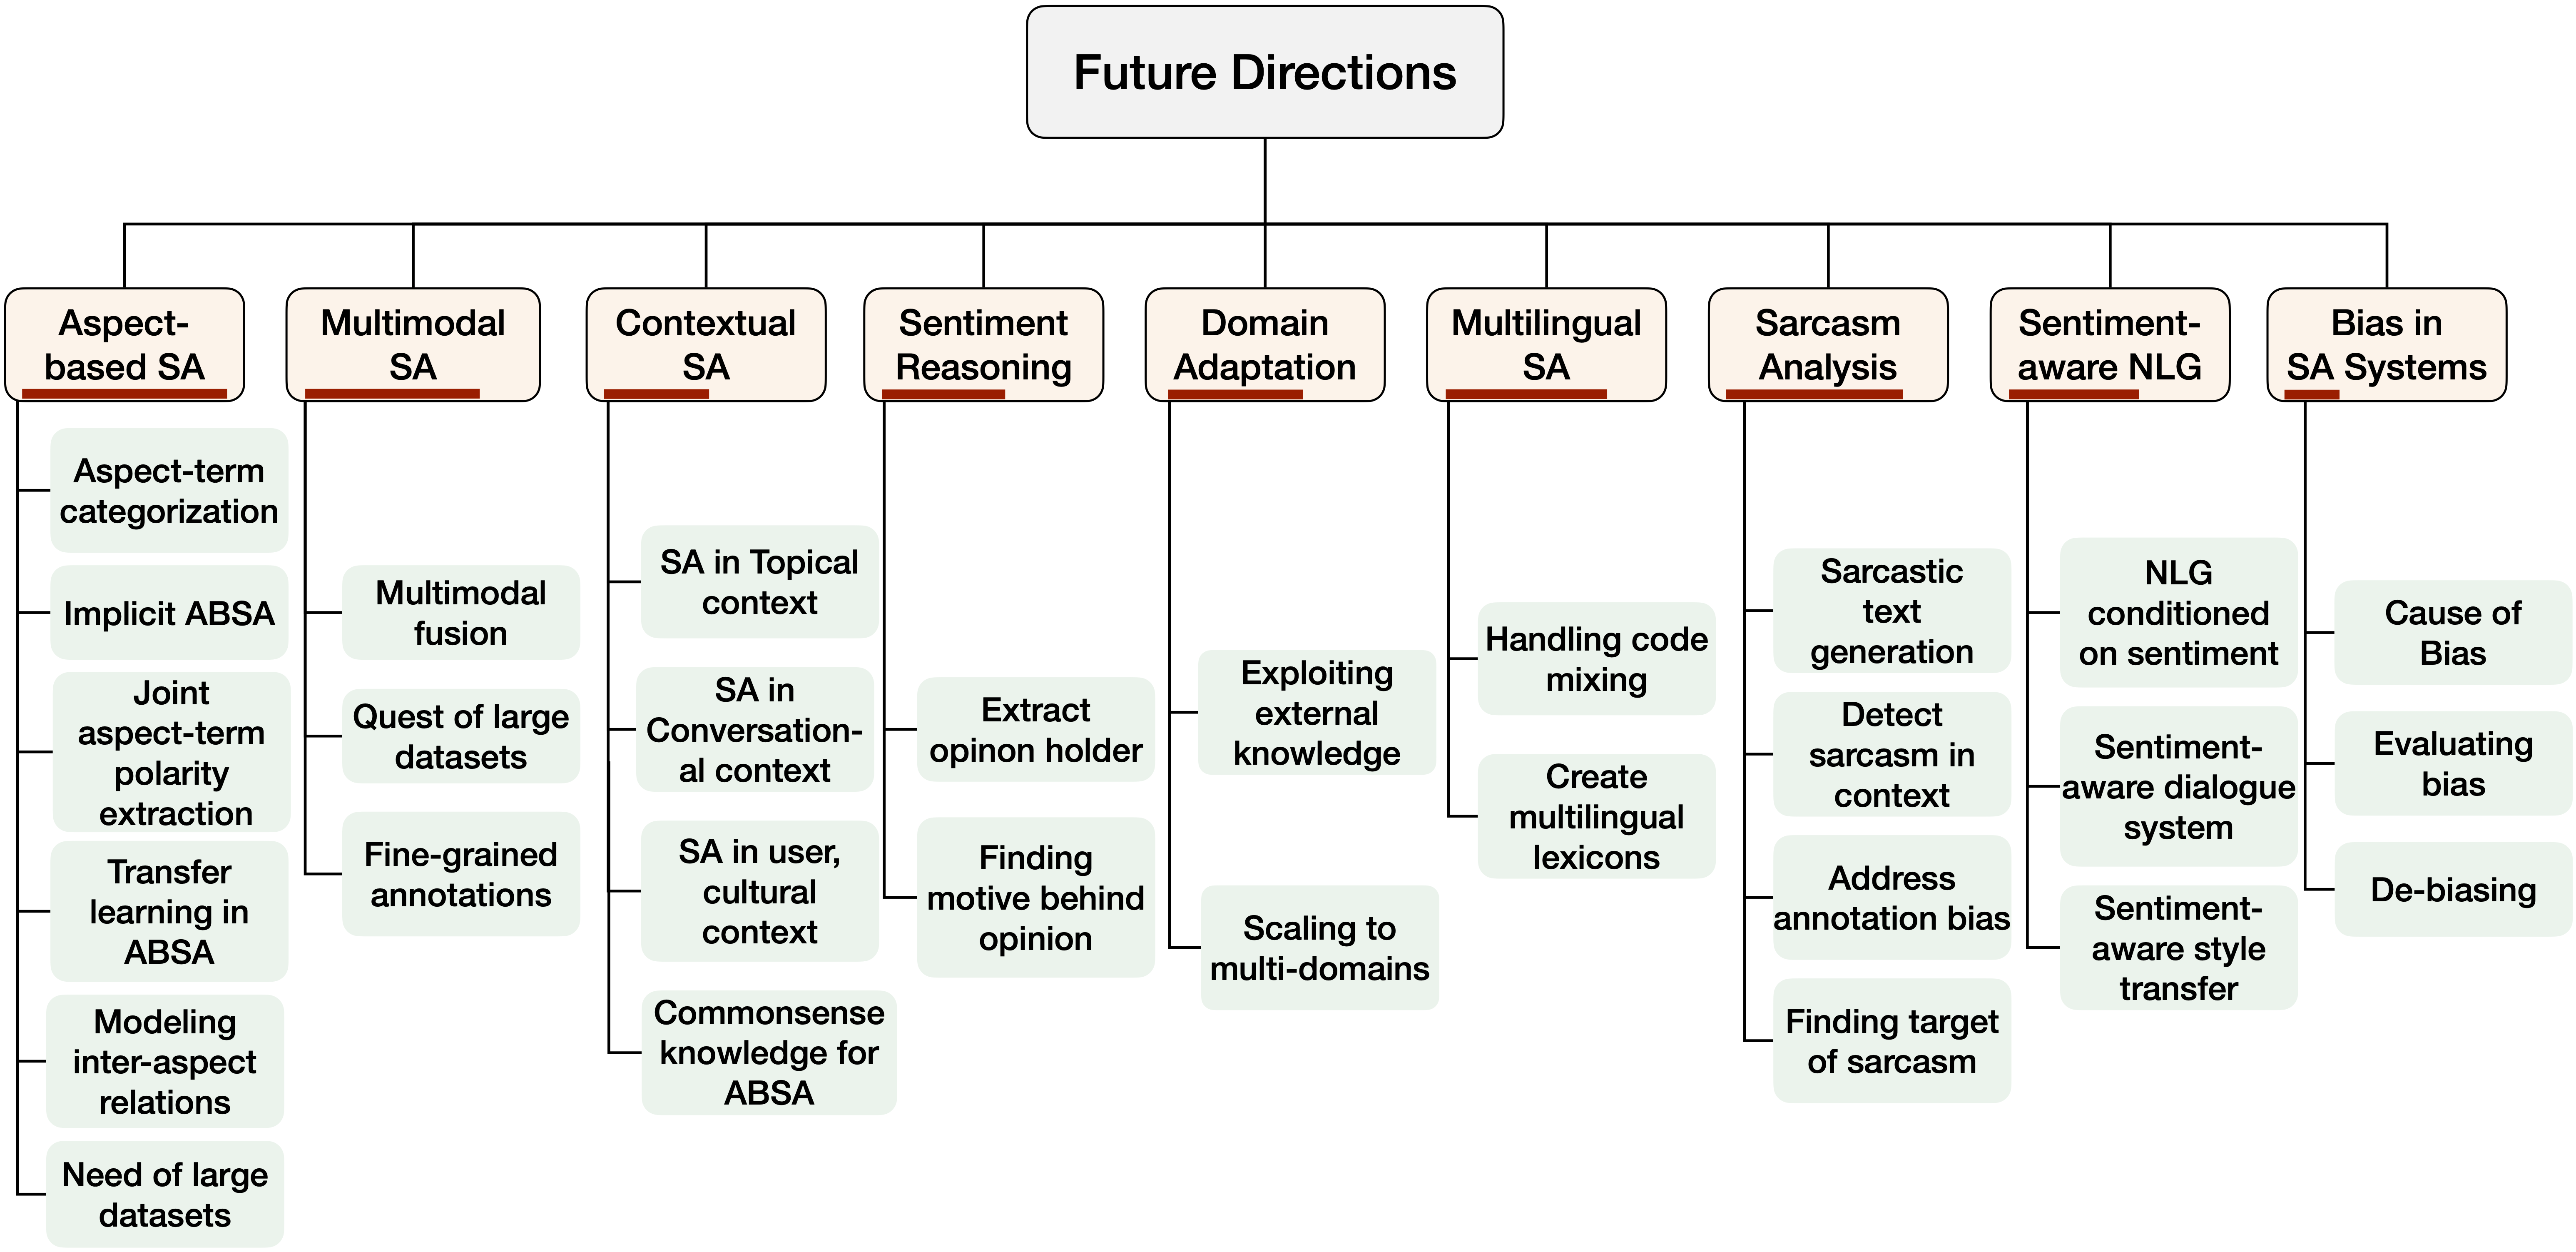 Future Directions
Aspect-
based SA
Aspect-term
categorization
Implicit ABSA
Joint
aspect-term
polarity
extraction
Transfer
learning in
ABSA
Modeling
inter-aspect
relations
Need of large
datasets
Multimodal
SA
Multimodal
fusion
Quest of large
datasets
Fine-grained
annotations
Contextual
SA
SA in Topical
context
SA in
Conversation-
al context
SA in user,
cultural
context
Commonsense
knowledge for
ABSA
Sentiment
Reasoning
Extract
opinon holder
Finding
motive behind
opinion
Domain
Adaptation
Exploiting
external
knowledge
Scaling to
multi-domains
Multilingual
SA
Handling code
mixing
Create
multilingual
lexicons
Sarcasm
Analysis
Sarcastic
text
generation
Detect
sarcasm in
context
Address
annotation bias
Finding target
of sarcasm
Sentiment-
aware NLG
NLG
conditioned
on sentiment
Sentiment-
aware dialogue
system
Sentiment-
aware style
transfer
Bias in
SA Systems
Cause of
Bias
Evaluating
bias
De-biasing